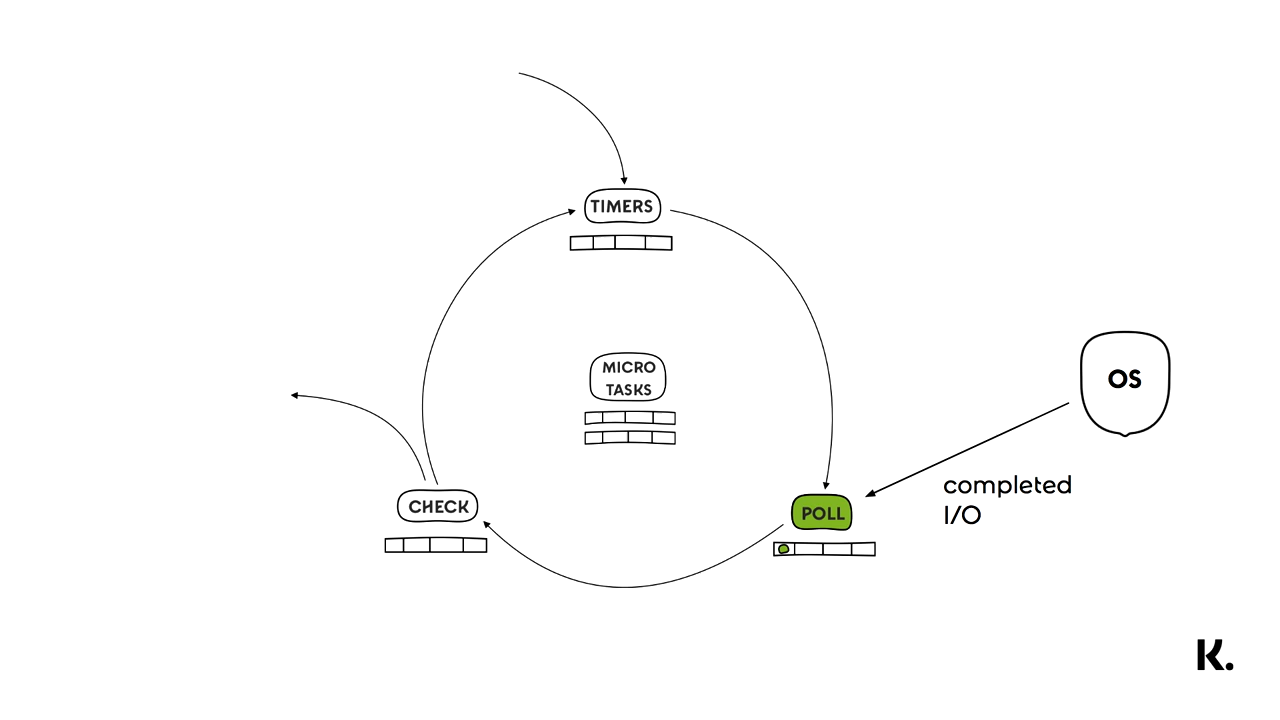 TIMERS
MICRO
TASKS
OS
completed
I/O
CHECK
POLL
K.